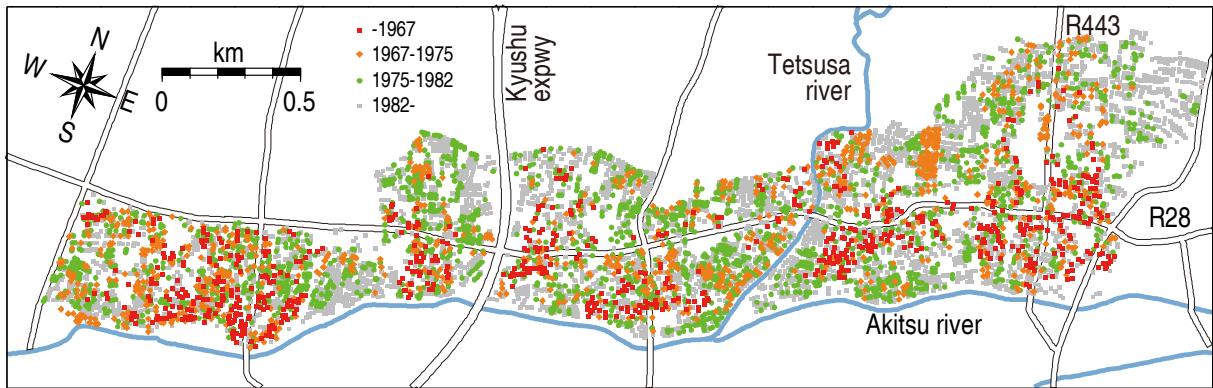 N
W
E
S
km
0
0.5
-1967
1967-1975
1975-1982
1982-
Kyushu
expwy
Tetsusa
river
R443
R28
Akitsu river